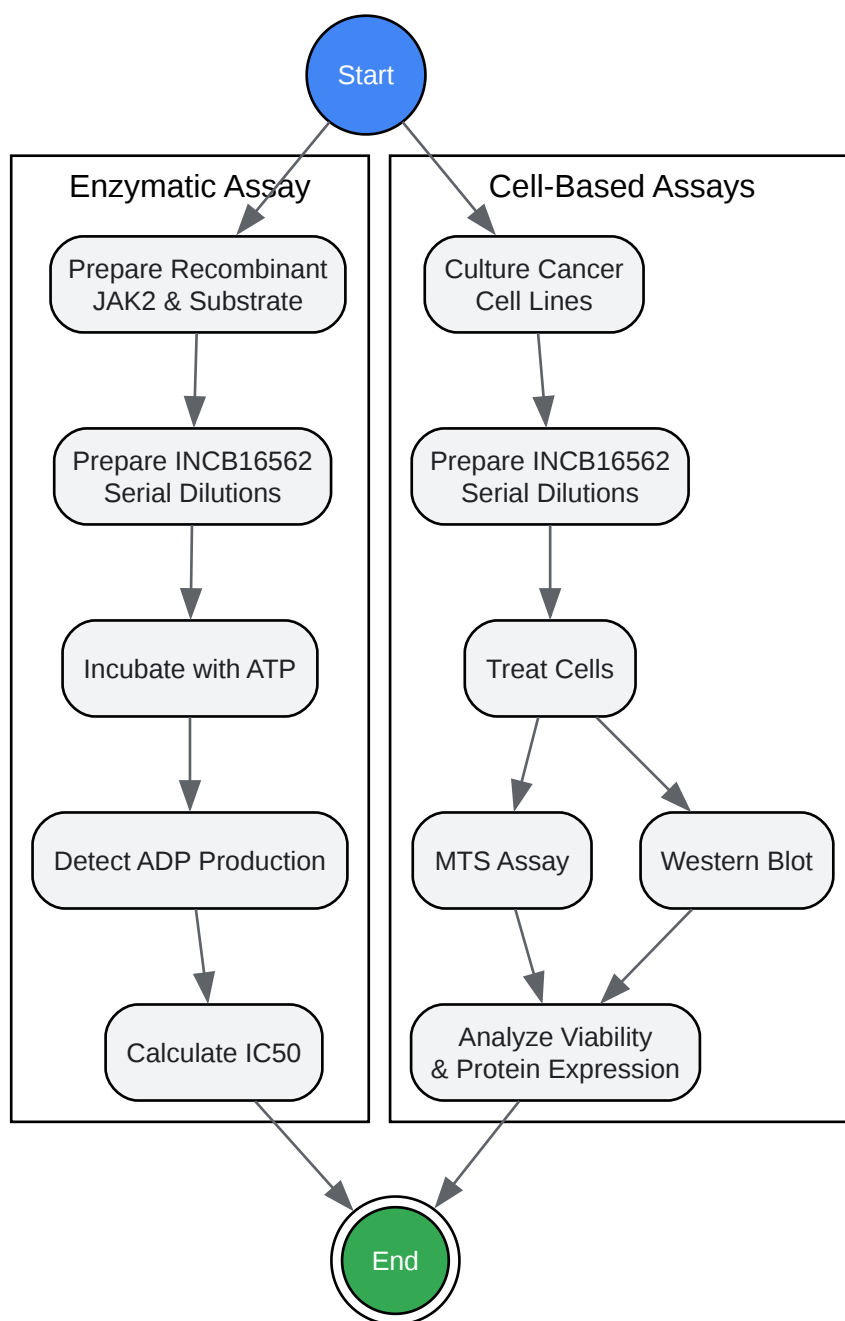 Start
Enzymatic Assay
Prepare Recombinant
JAK2 & Substrate
Prepare INCB16562
Serial Dilutions
Incubate with ATP
Detect ADP Production
Calculate IC50
Cell-Based Assays
Culture Cancer
Cell Lines
Prepare INCB16562
Serial Dilutions
Treat Cells
MTS Assay
Western Blot
Analyze Viability
& Protein Expression
End